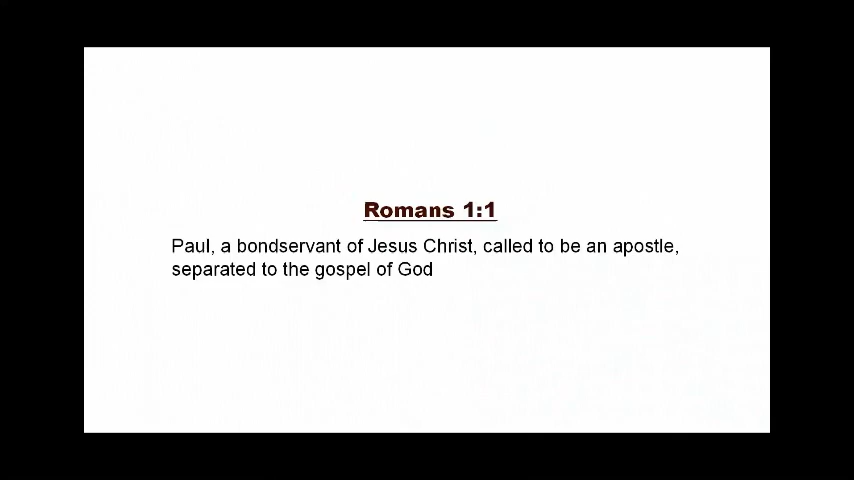 Romans 1:1
Paul, a bondservant of Jesus Christ, called to be an apostle,
separated to the gospel of God